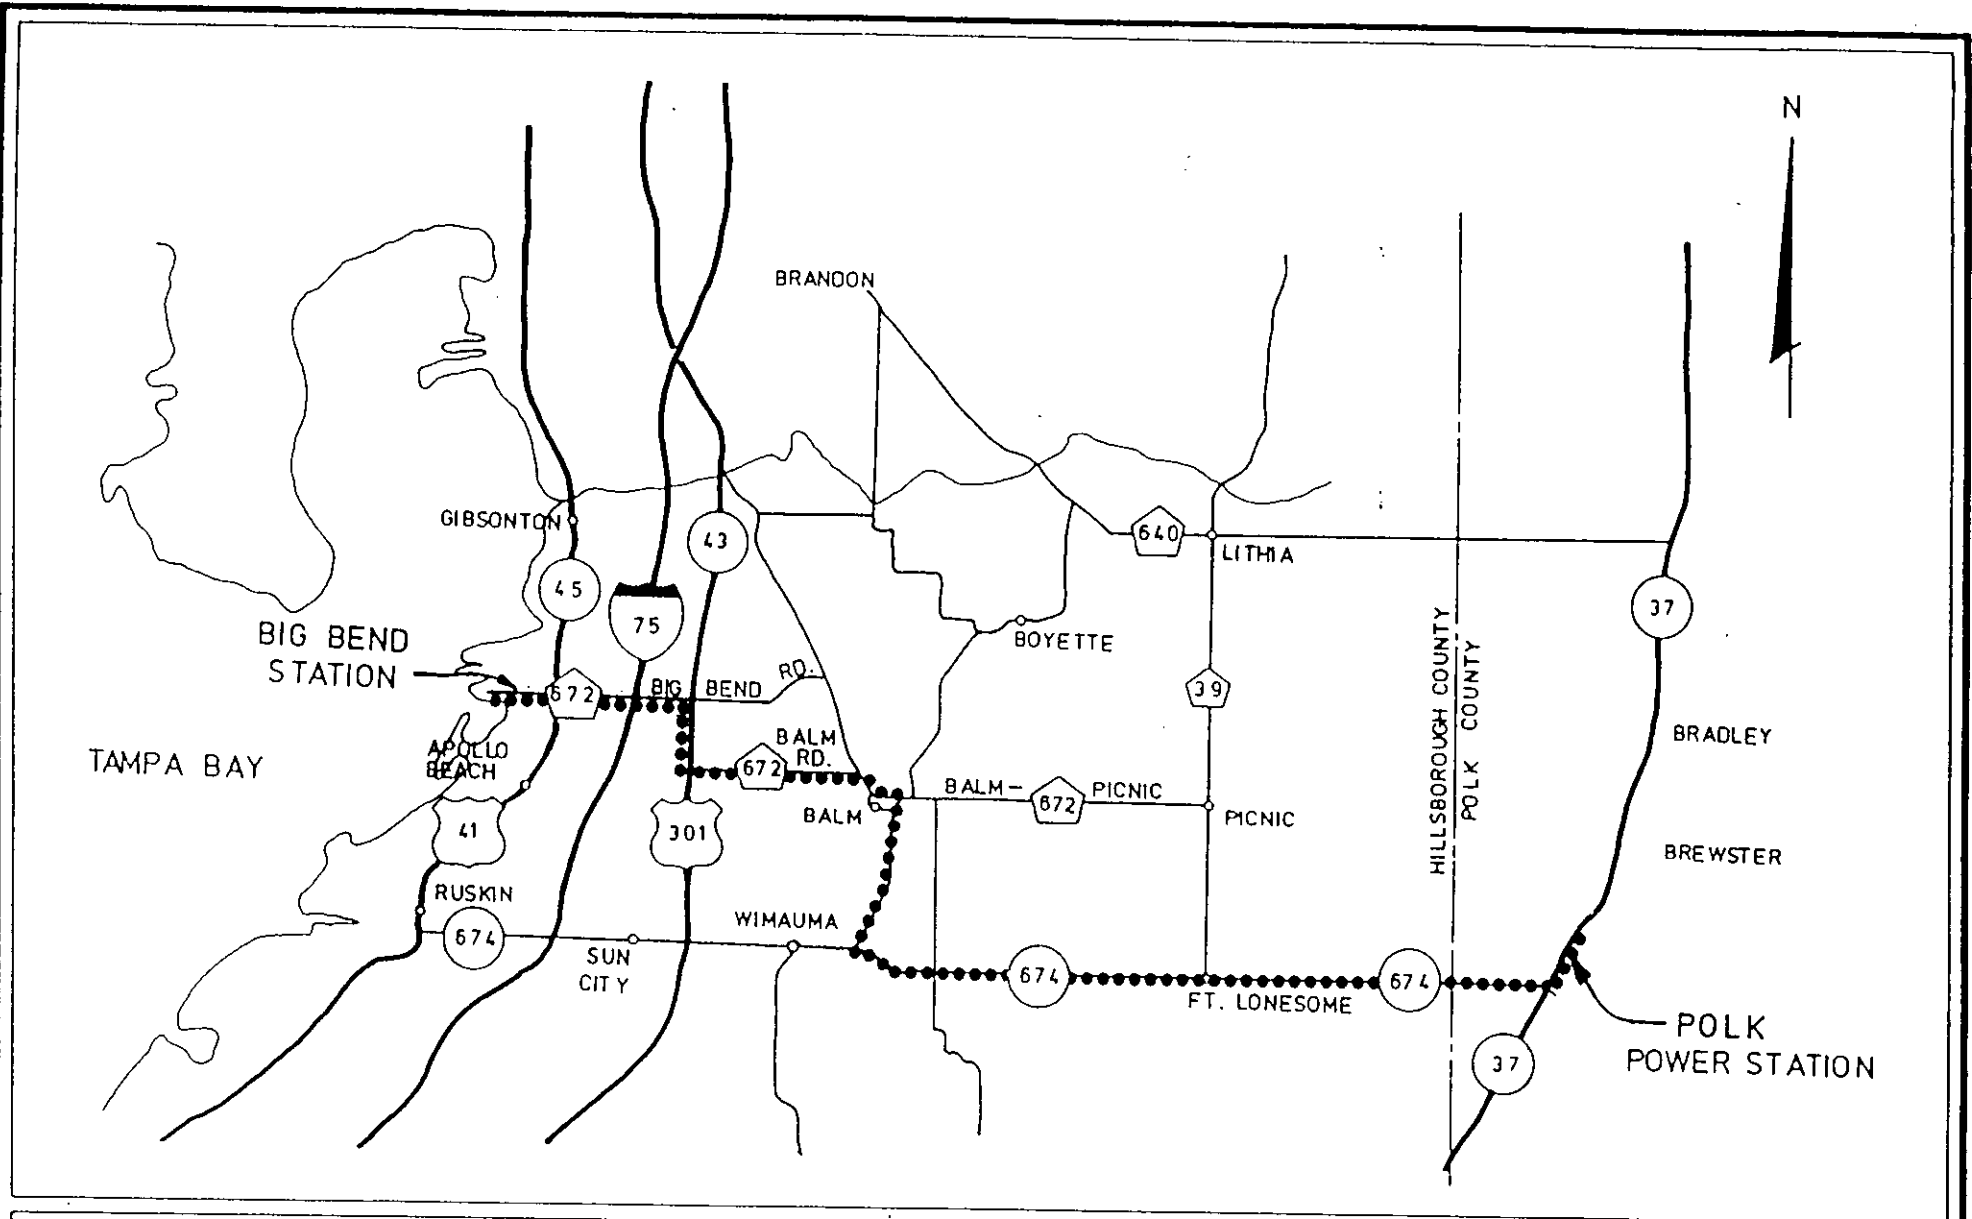 N
BRANDON
GIBSONTON
43
640
LITHIA
45
75
37
BIG BEND
STATION
BOYETTE
RD.
672
BIG BEND
39
HILLSBOROUGH COUNTY
POLK COUNTY
BRADLEY
TAMPA BAY
APOLLO
BEACH
BALM
RD.
672
BALM-
672
PICNIC
BALM
PICNIC
41
301
BREWSTER
RUSKIN
674
WIMAUMA
SUN
CITY
674
674
FT. LONESOME
POLK
POWER STATION
37